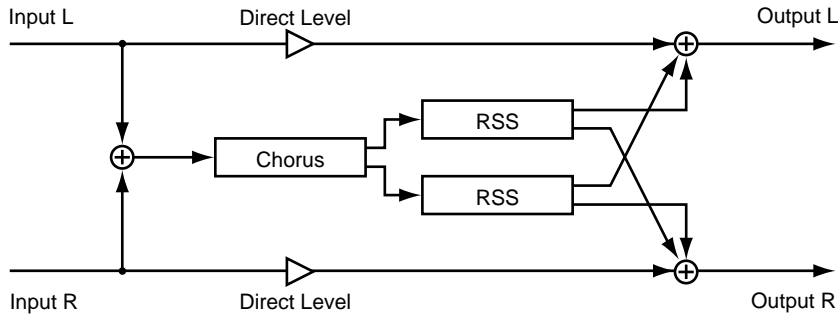 Input L
Direct Level
Output L
RSS
Chorus
RSS
Input R
Direct Level
Output R